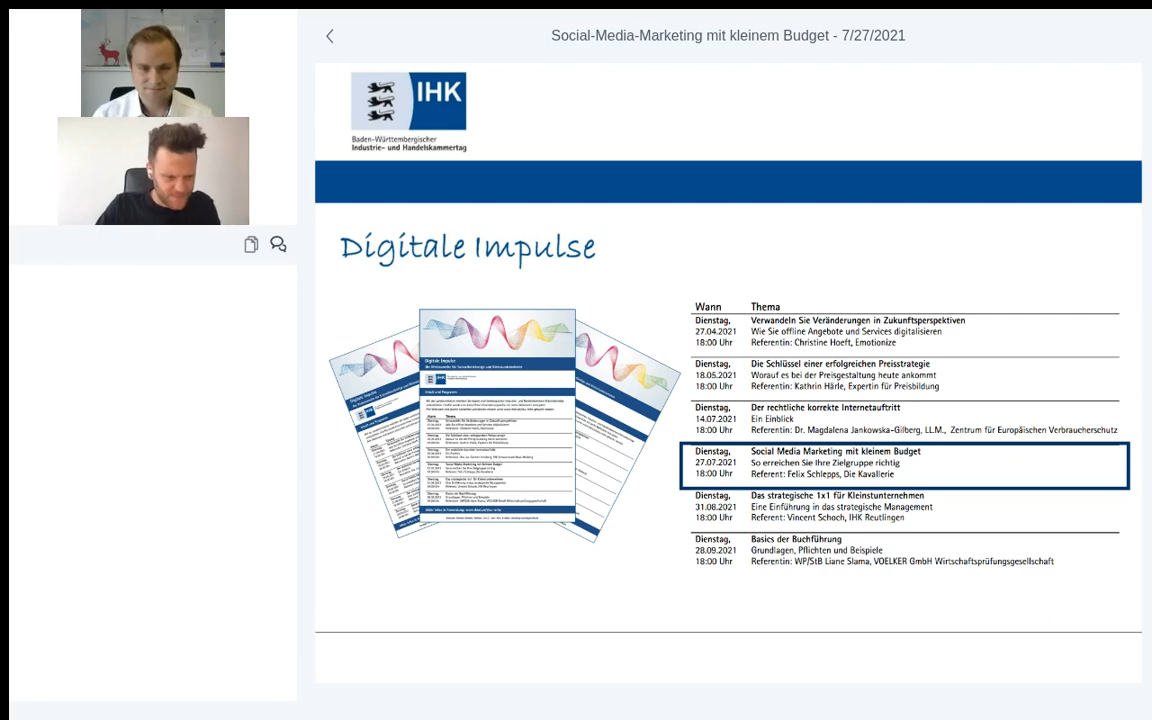 Social-Media-Marketing mit kleinem Budget - 7/27/2021
IHK
Baden-Württembergischer
Industrie- und Handelskammertag
Digitale Impulse
Wann Thema
Dienstag, Verwandeln Sie Veränderungen in Zukunftsperspektiven
27.04.2021 Wie Sie offline Angebote und Services digitalisieren
18:00 Uhr Referentin: Christine Hoeft, Emotionize
Dienstag, Die Schlüssel einer erfolgreichen Preisstrategie
18.05.2021 Worauf es bei der Preisgestaltung heute ankommt
18:00 Uhr Referentin: Kathrin Härle, Expertin für Preisbildung
Dienstag, Der rechtliche korrekte Internetauftritt
14.07.2021 Ein Einblick
18:00 Uhr Referentin: Dr. Magdalena Jankowska-Gilberg, LL.M., Zentrum für Europäischen Verbraucherschutz
Dienstag, Social Media Marketing mit kleinem Budget
27.07.2021 So erreichen Sie Ihre Zielgruppe richtig
18:00 Uhr Referent: Felix Schlepps, Die Kavallerie
Dienstag, Das strategische 1x1 für Kleinstunternehmen
31.08.2021 Eine Einführung in das strategische Management
18:00 Uhr Referent: Vincent Schoch, IHK Reutlingen
Dienstag, Basics der Buchführung
28.09.2021 Grundlagen, Pflichten und Beispiele
18:00 Uhr Referentin: WP/StB Liane Slama, VOELKER GmbH Wirtschaftsprüfungsgesellschaft
Digitale Impulse
IHK